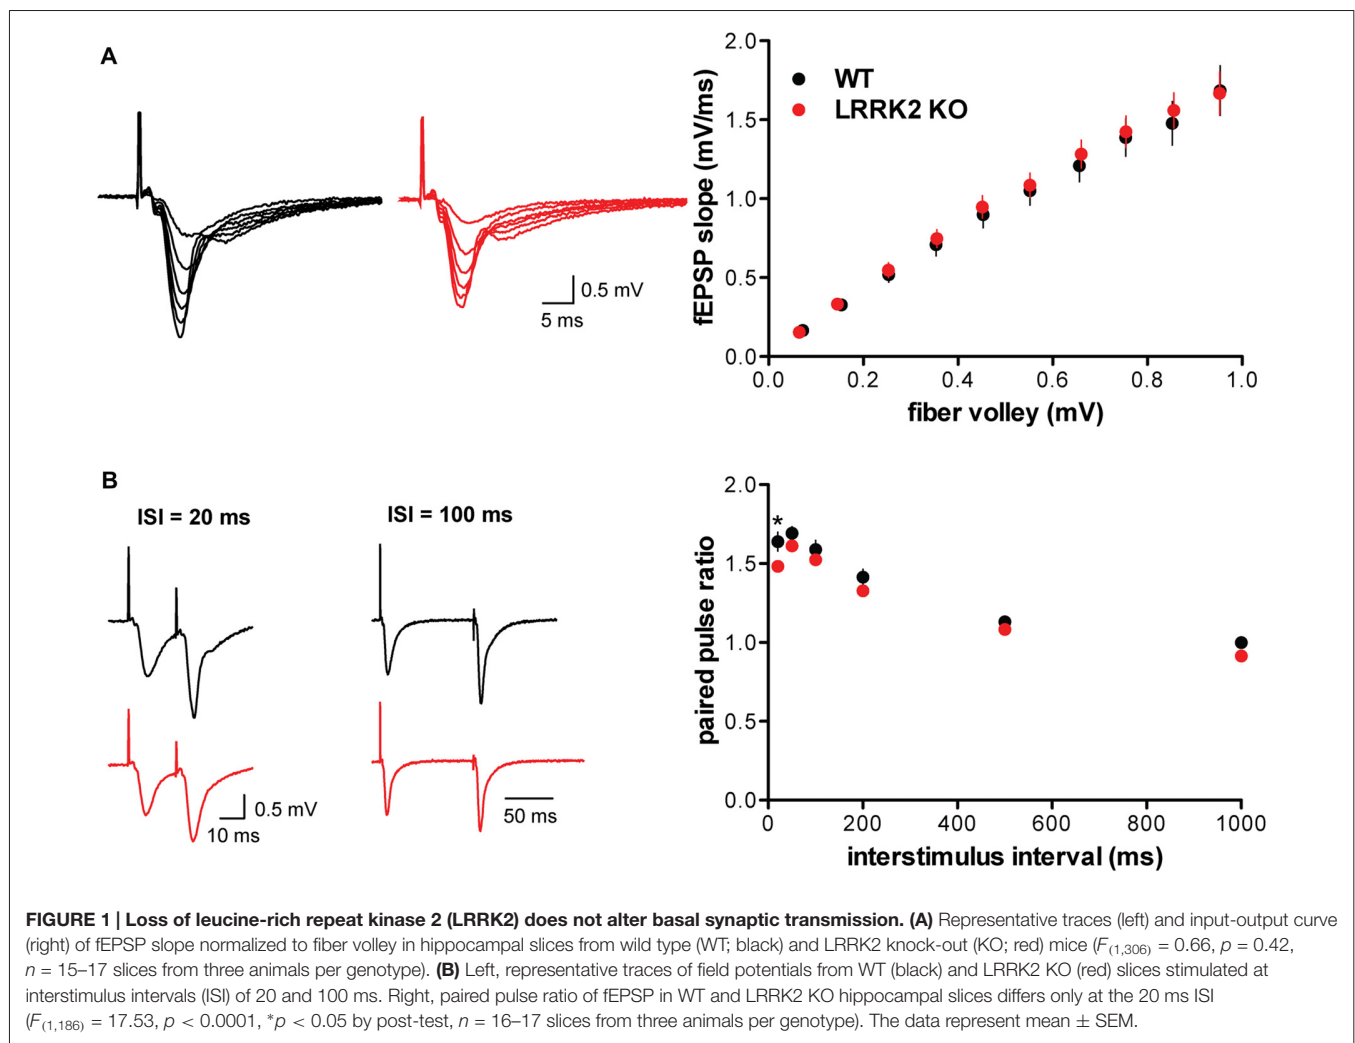 A
2.0
1.5
1.0
0.5
0.0
fEPSP slope (mV/ms)
WT
LRRK2 KO
0.5 mV
5 ms
0.0 0.2 0.4 0.6 0.8 1.0
fiber volley (mV)
B
ISI = 20 ms
ISI = 100 ms
0.5 mV
10 ms
50 ms
2.0
1.5
1.0
0.5
0.0
paired pulse ratio
*
0 200 400 600 800 1000
interstimulus interval (ms)
FIGURE 1 | Loss of leucine-rich repeat kinase 2 (LRRK2) does not alter basal synaptic transmission. (A) Representative traces (left) and input-output curve
(right) of fEPSP slope normalized to fiber volley in hippocampal slices from wild type (WT; black) and LRRK2 knock-out (KO; red) mice (F(1,306) = 0.66, p = 0.42,
n = 15–17 slices from three animals per genotype). (B) Left, representative traces of field potentials from WT (black) and LRRK2 KO (red) slices stimulated at
interstimulus intervals (ISI) of 20 and 100 ms. Right, paired pulse ratio of fEPSP in WT and LRRK2 KO hippocampal slices differs only at the 20 ms ISI
(F(1,186) = 17.53, p < 0.0001, *p < 0.05 by post-test, n = 16–17 slices from three animals per genotype). The data represent mean ± SEM.